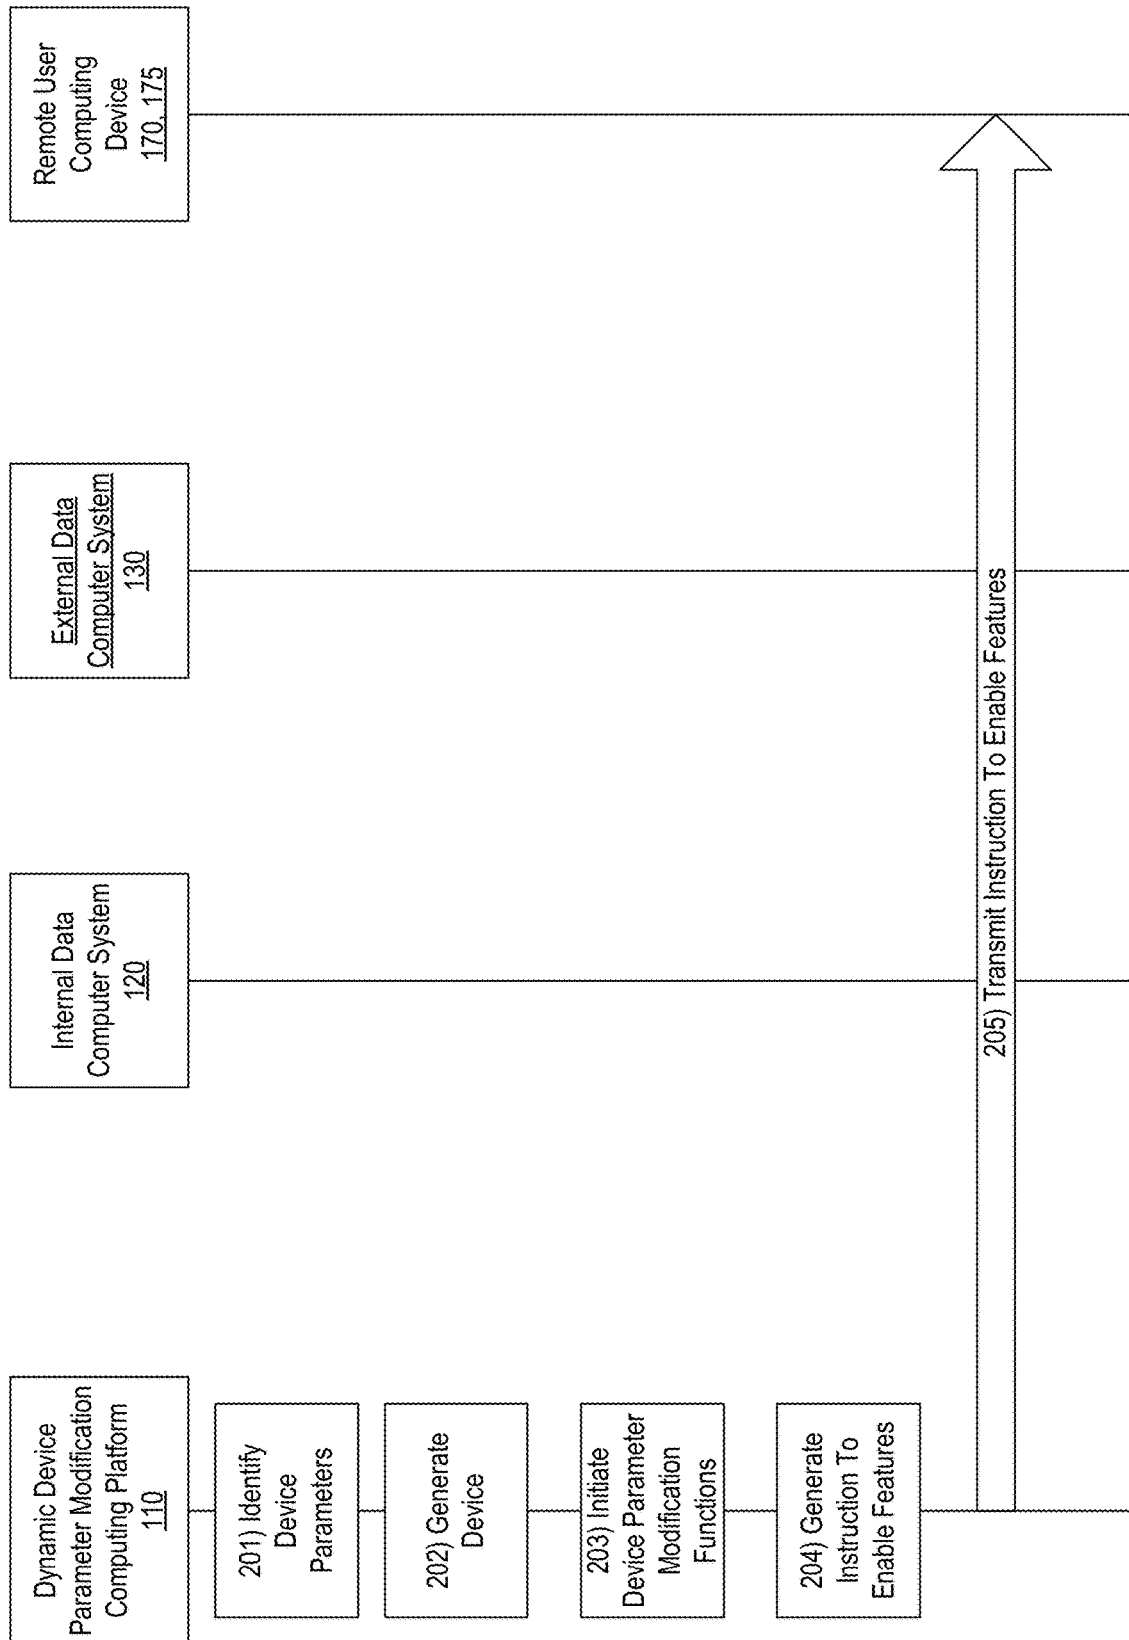 Dynamic Device
Parameter Modification
Computing Platform
110
Internal Data
Computer System
120
External Data
Computer System
130
Remote User
Computing
Device
170, 175
201) Identify
Device
Parameters
202) Generate
Device
203) Initiate
Device Parameter
Modification
Functions
204) Generate
Instruction To
Enable Features
205) Transmit Instruction To Enable Features